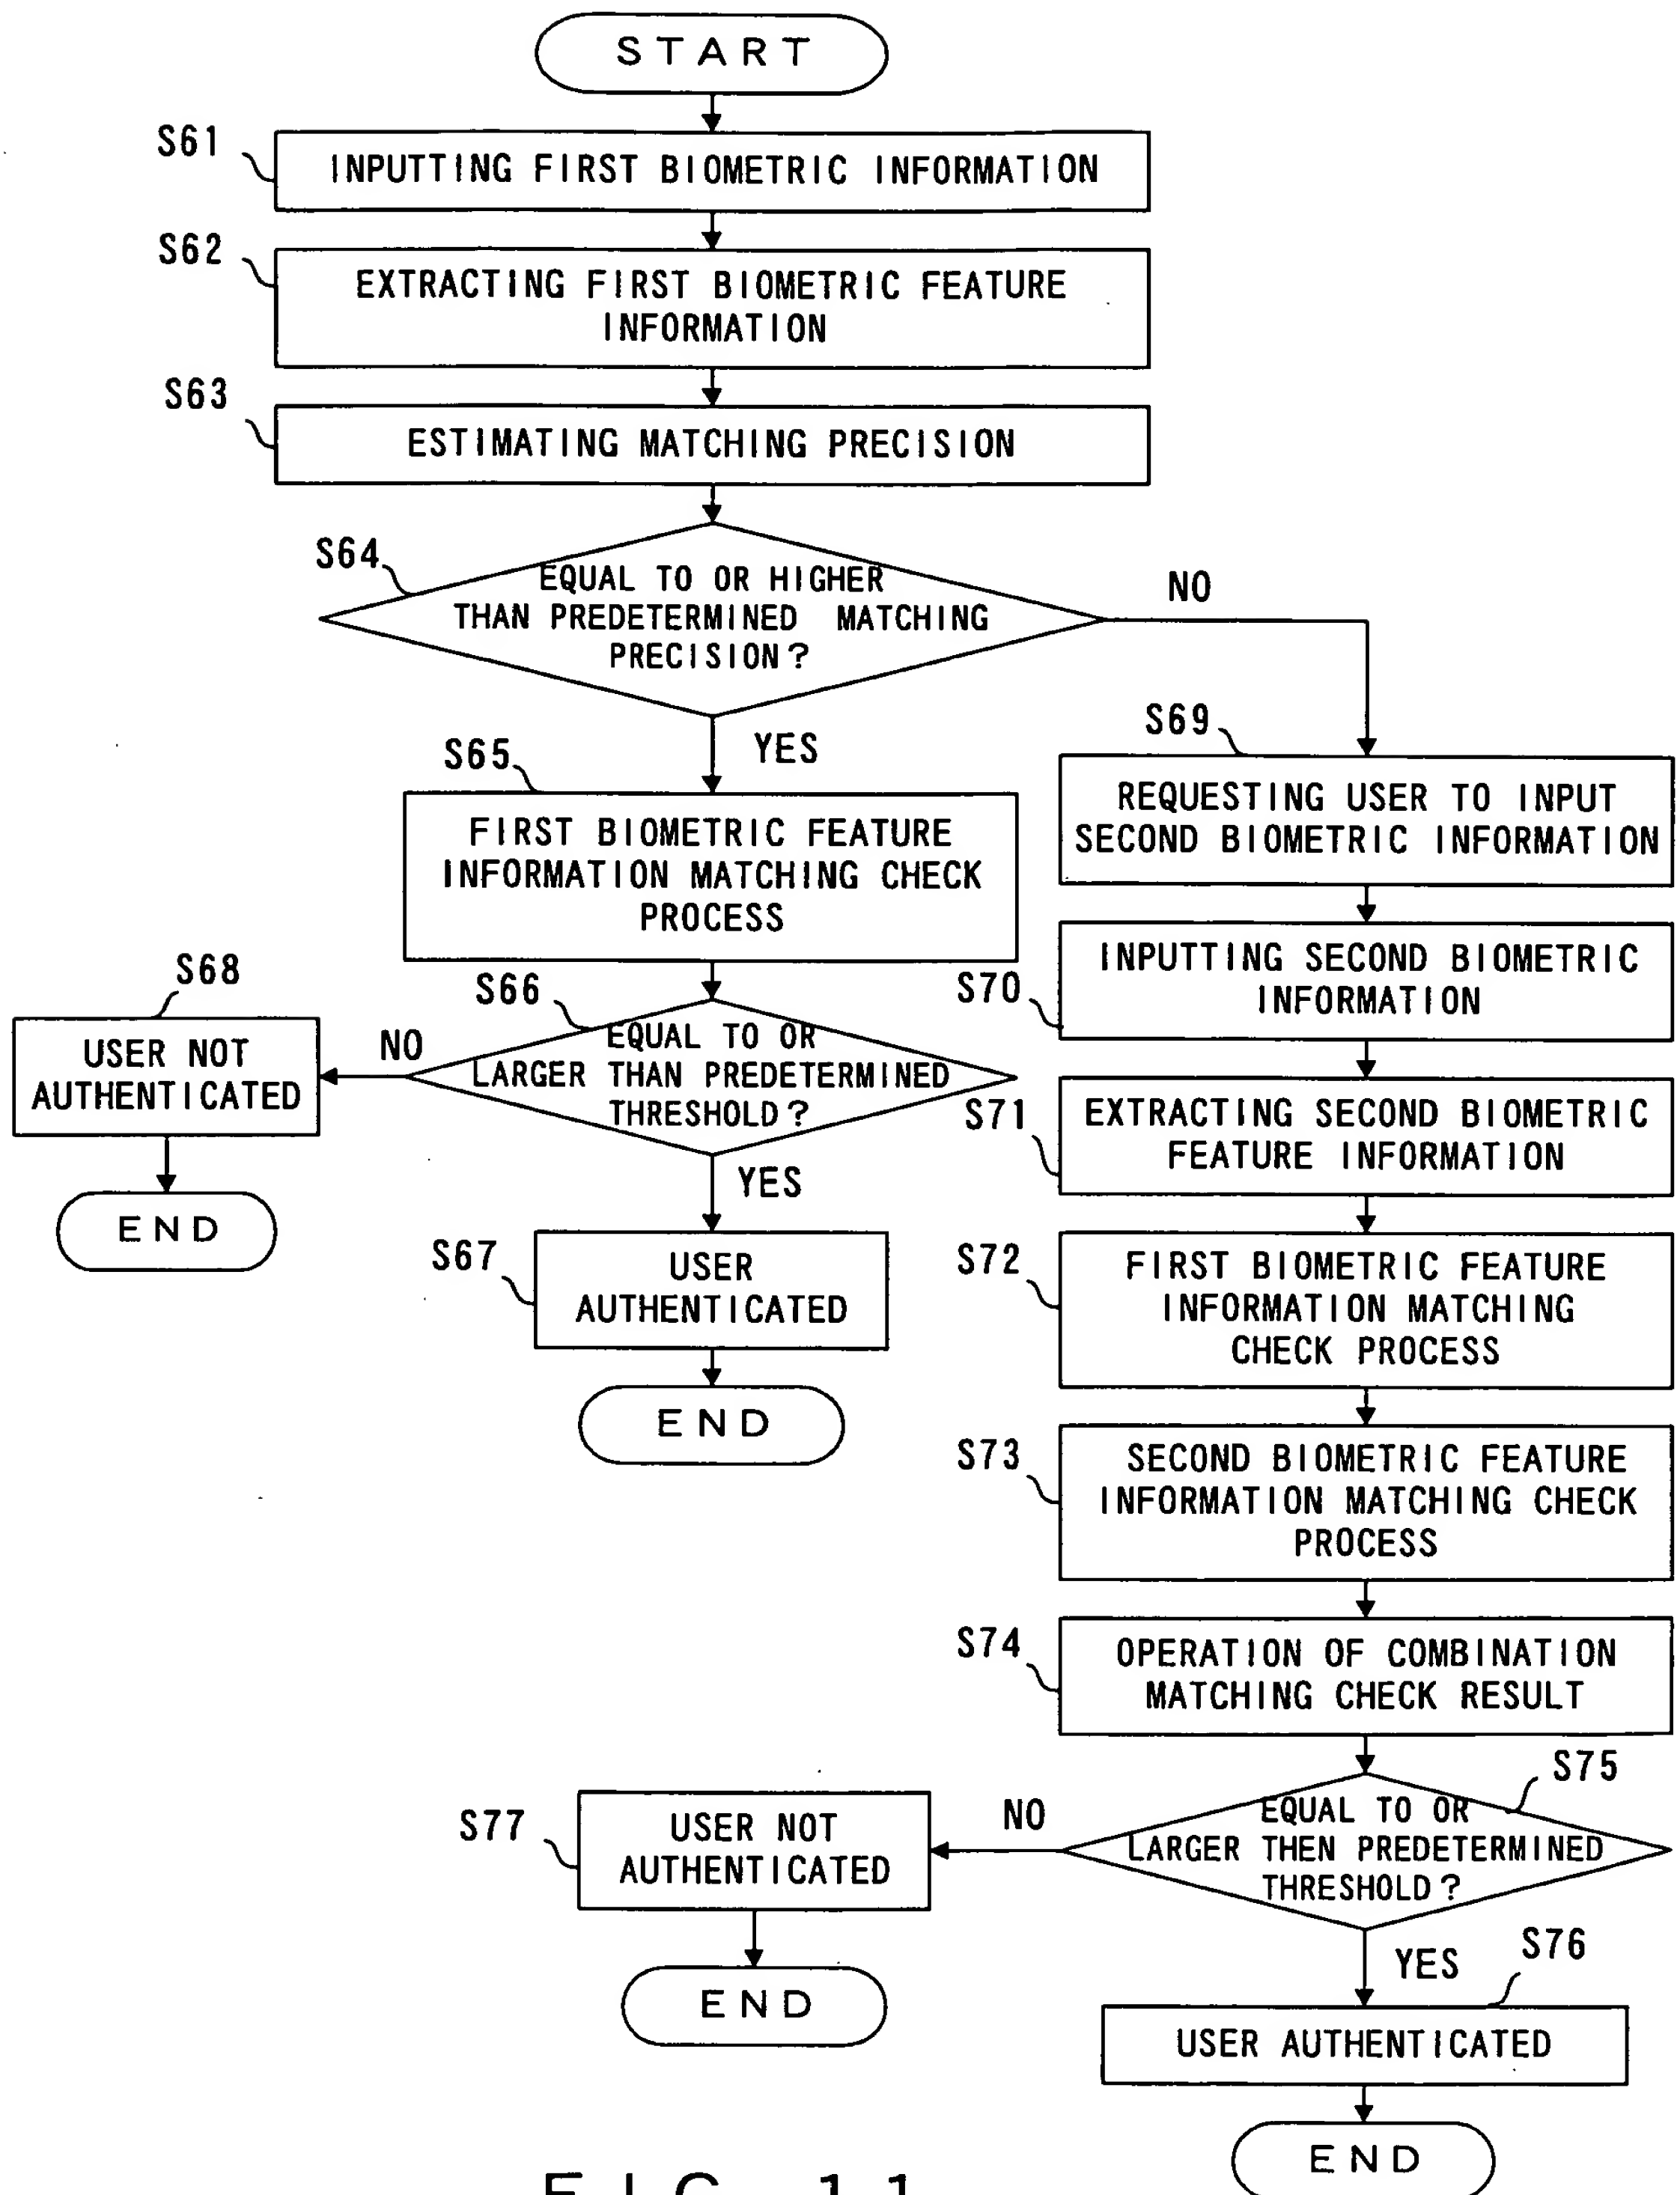 START
S61
INPUTTING FIRST BIOMETRIC INFORMATION
S62
EXTRACTING FIRST BIOMETRIC FEATURE
INFORMATION
S63
ESTIMATING MATCHING PRECISION
S64
EQUAL TO OR HIGHER
THAN PREDETERMINED MATCHING
PRECISION?
NO
YES
S65
FIRST BIOMETRIC FEATURE
INFORMATION MATCHING CHECK
PROCESS
S66
EQUAL TO OR
LARGER THAN PREDETERMINED
THRESHOLD?
NO
S68
USER NOT
AUTHENTICATED
END
YES
S67
USER
AUTHENTICATED
END
S69
REQUESTING USER TO INPUT
SECOND BIOMETRIC INFORMATION
S70
INPUTTING SECOND BIOMETRIC
INFORMATION
S71
EXTRACTING SECOND BIOMETRIC
FEATURE INFORMATION
S72
FIRST BIOMETRIC FEATURE
INFORMATION MATCHING
CHECK PROCESS
S73
SECOND BIOMETRIC FEATURE
INFORMATION MATCHING CHECK
PROCESS
S74
OPERATION OF COMBINATION
MATCHING CHECK RESULT
S75
EQUAL TO OR
LARGER THEN PREDETERMINED
THRESHOLD?
NO
S77
USER NOT
AUTHENTICATED
END
YES
S76
USER AUTHENTICATED
END
FIG. 11